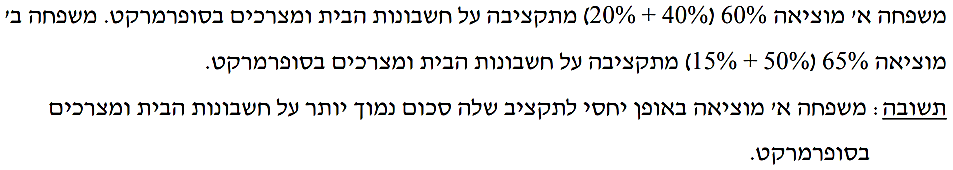 משפחה א׳ מוציאה 60% (20% + 40%) מתקציבה על חשבונות הבית ומצרכים בסופרמרקט. משפחה ב׳
מוציאה 65% (15% + 50%) מתקציבה על חשבונות הבית ומצרכים בסופרמרקט.
תשובה: משפחה א׳ מוציאה באופן יחסי לתקציב שלה סכום נמוך יותר על חשבונות הבית ומצרכים
בסופרמרקט.